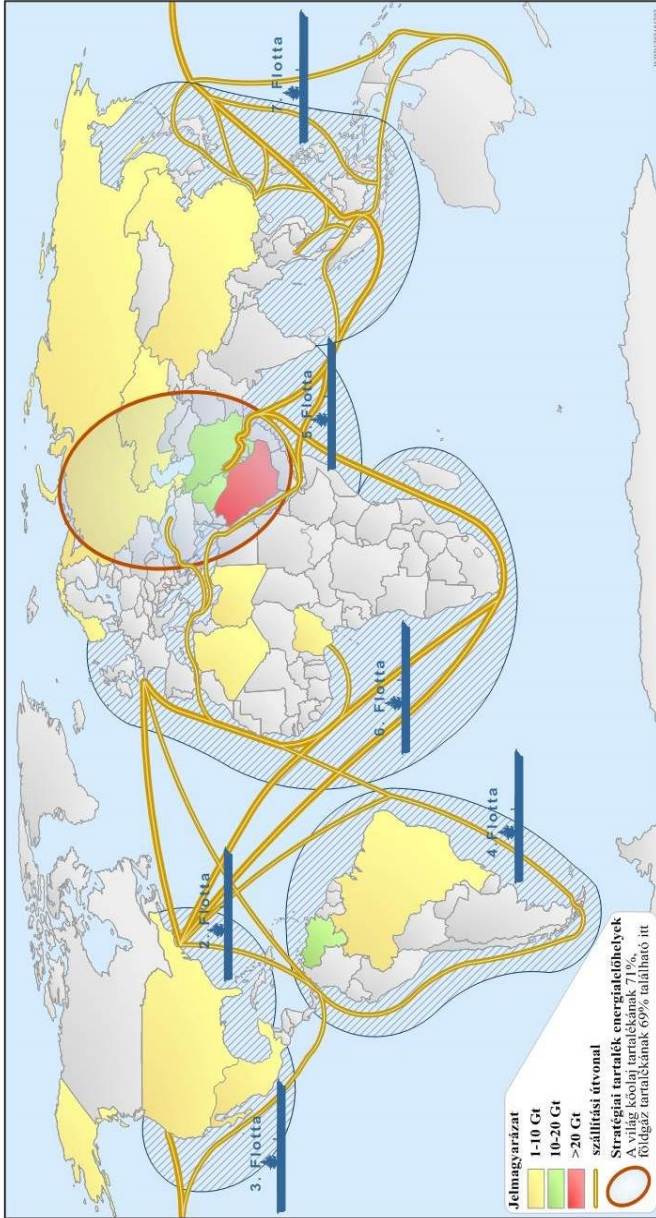 2. Flotta
3. Flotta
4. Flotta
5. Flotta
6. Flotta
7. Flotta
Jelmagyarázat
1-10 Gt
10-20 Gt
>20 Gt
szállítási útvonal
Stratégiai tartalék energialelőhelyek
A világ kőolaj tartalékának 71%,
földgáz tartalékának 69% található itt